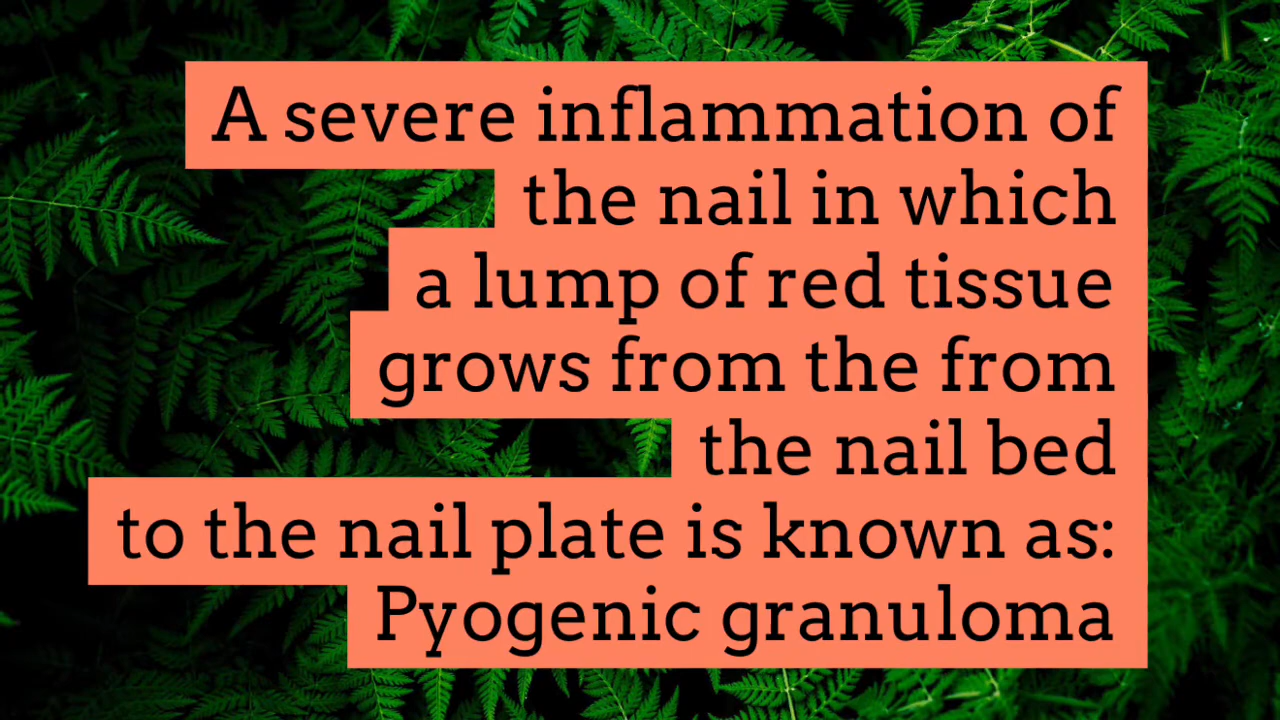 A severe inflammation of
the nail in which
a lump of red tissue
grows from the from
the nail bed
to the nail plate is known as:
Pyogenic granuloma